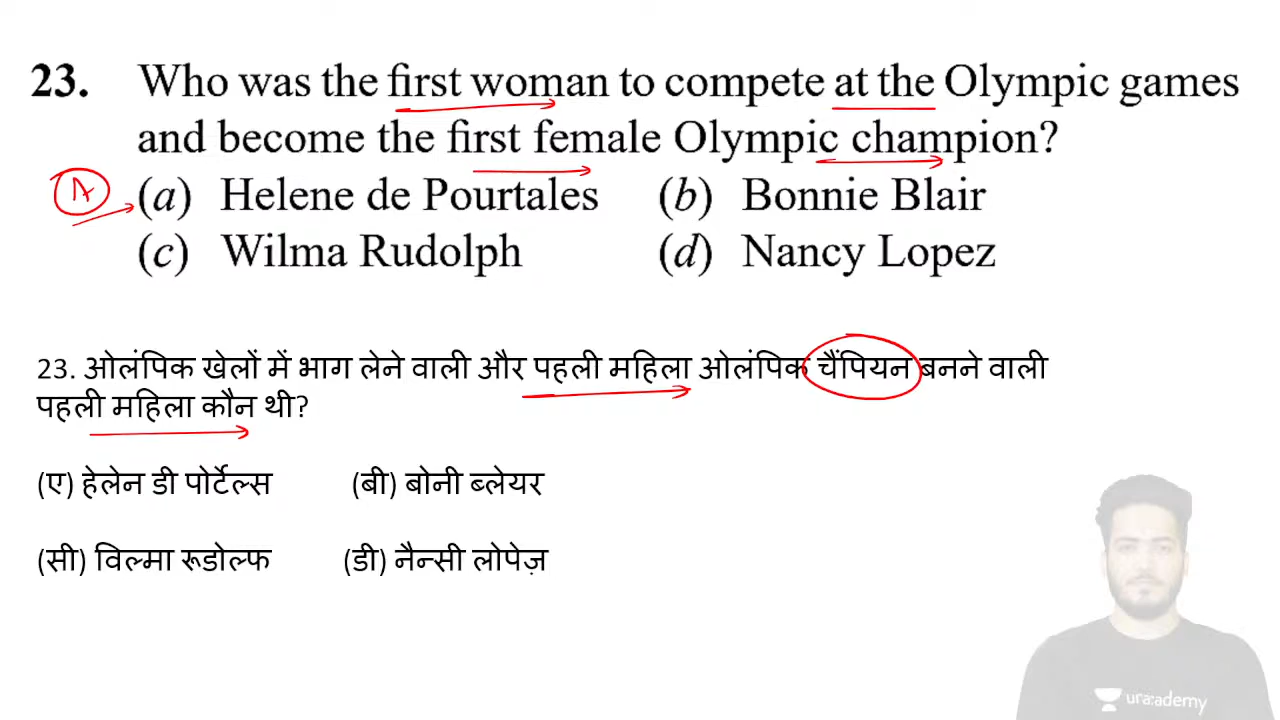 23. Who was the first woman to compete at the Olympic games
and become the first female Olympic champion?
A (a) Helene de Pourtales (b) Bonnie Blair
(c) Wilma Rudolph (d) Nancy Lopez
23. ओलंपिक खेलों में भाग लेने वाली और पहली महिला ओलंपिक चैंपियन बनने वाली
पहली महिला कौन थी?
(ए) हेलेन डी पोर्टेल्स (बी) बोनी ब्लेयर
(सी) विल्मा रूडोल्फ (डी) नैन्सी लोपेज़